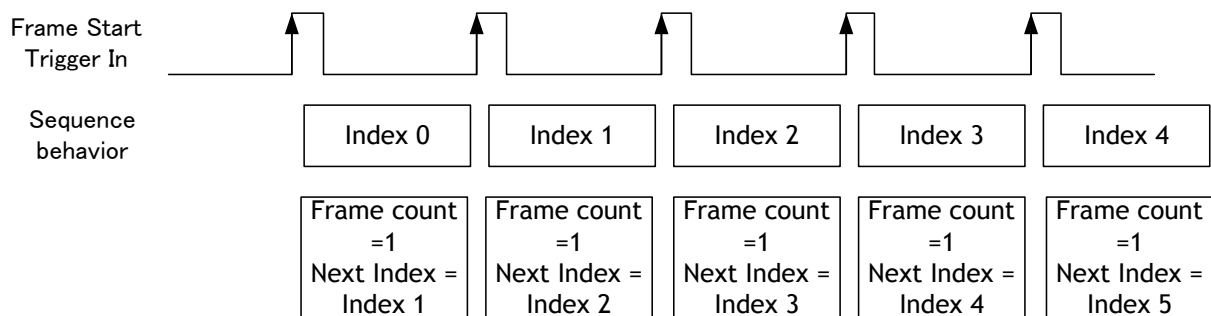 Frame Start
Trigger In
Sequence
behavior
Index 0
Index 1
Index 2
Index 3
Index 4
Frame count
=1
Next Index =
Index 1
Frame count
=1
Next Index =
Index 2
Frame count
=1
Next Index =
Index 3
Frame count
=1
Next Index =
Index 4
Frame count
=1
Next Index =
Index 5